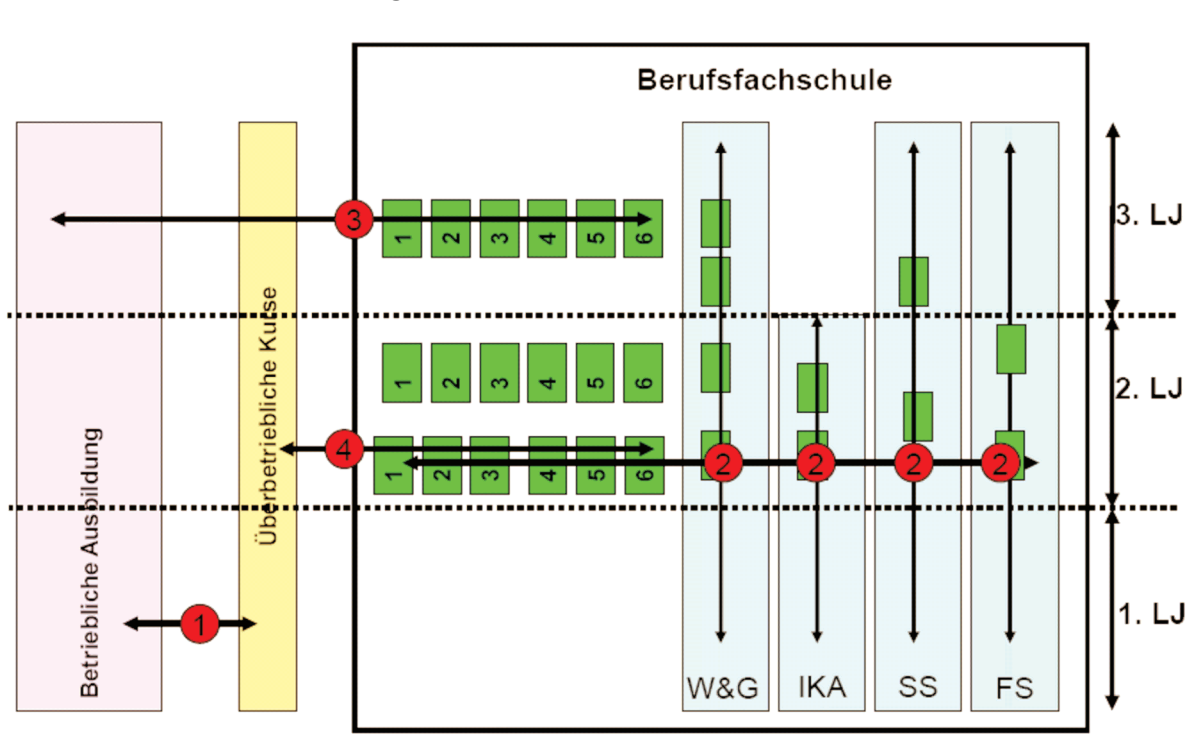 Berufsfachschule
3
1 2 3 4 5 6
3. LJ
1 2 3 4 5 6
2. LJ
4
1 2 3 4 5 6
2 2 2 2
Betriebliche Ausbildung
Überbetriebliche Kurse
1
1. LJ
W&G IKA SS FS